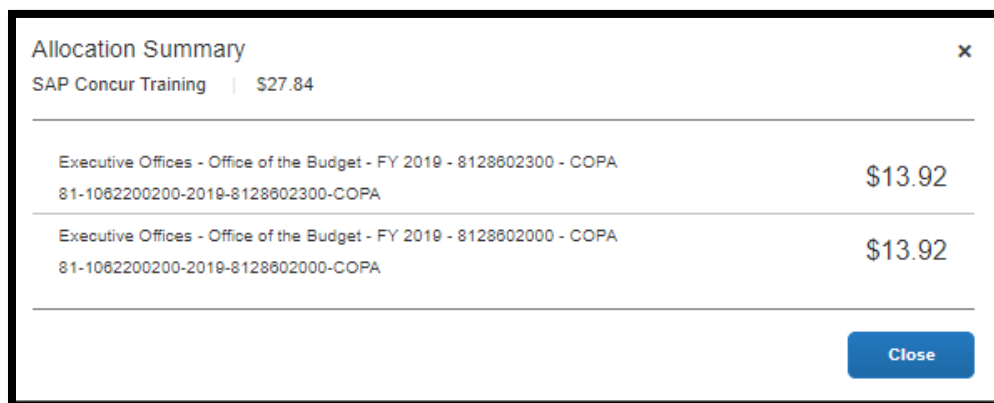 Allocation Summary
×
SAP Concur Training | $27.84
Executive Offices - Office of the Budget - FY 2019 - 8128602300 - COPA
81-1062200200-2019-8128602300-COPA
$13.92
Executive Offices - Office of the Budget - FY 2019 - 8128602000 - COPA
81-1062200200-2019-8128602000-COPA
$13.92
Close